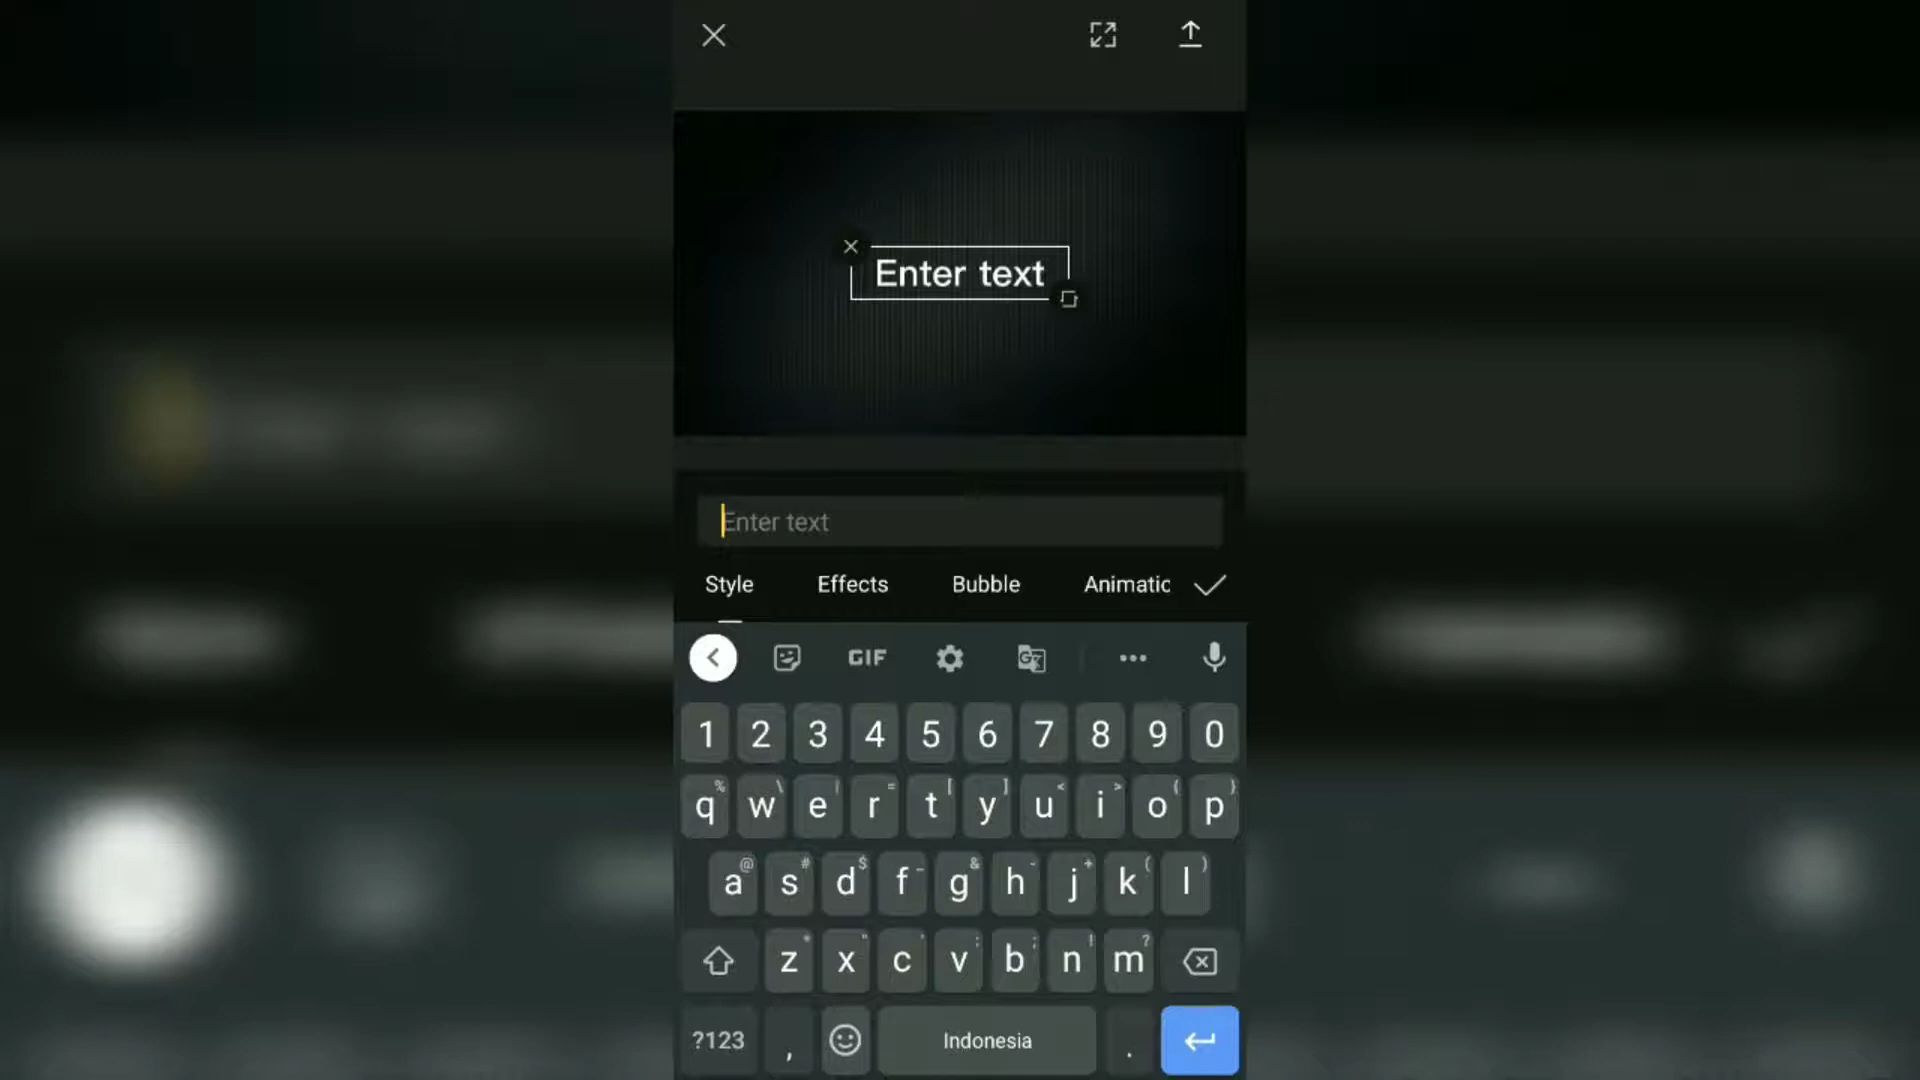 Enter text
Enter text
Style Effects Bubble Animatic
GIF
1 2 3 4 5 6 7 8 9 0
q w e r t y u i o p
a s d f g h j k l
z x c v b n m
?123 , Indonesia .